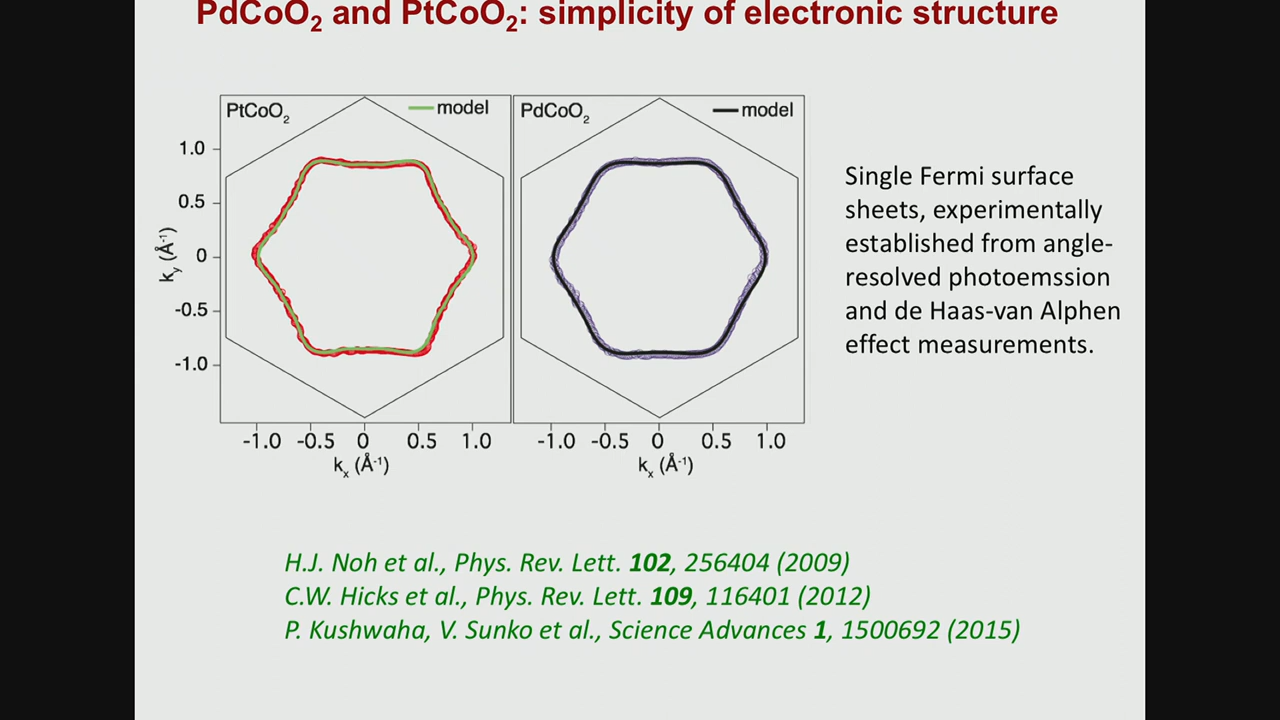 PdCoO₂ and PtCoO₂: simplicity of electronic structure
PtCoO₂
model
PdCoO₂
model
1.0
0.5
0
-0.5
-1.0
k_y (Å⁻¹)
-1.0 -0.5 0 0.5 1.0
k_x (Å⁻¹)
-1.0 -0.5 0 0.5 1.0
k_x (Å⁻¹)
Single Fermi surface
sheets, experimentally
established from angle-
resolved photoemssion
and de Haas-van Alphen
effect measurements.
H.J. Noh et al., Phys. Rev. Lett. 102, 256404 (2009)
C.W. Hicks et al., Phys. Rev. Lett. 109, 116401 (2012)
P. Kushwaha, V. Sunko et al., Science Advances 1, 1500692 (2015)